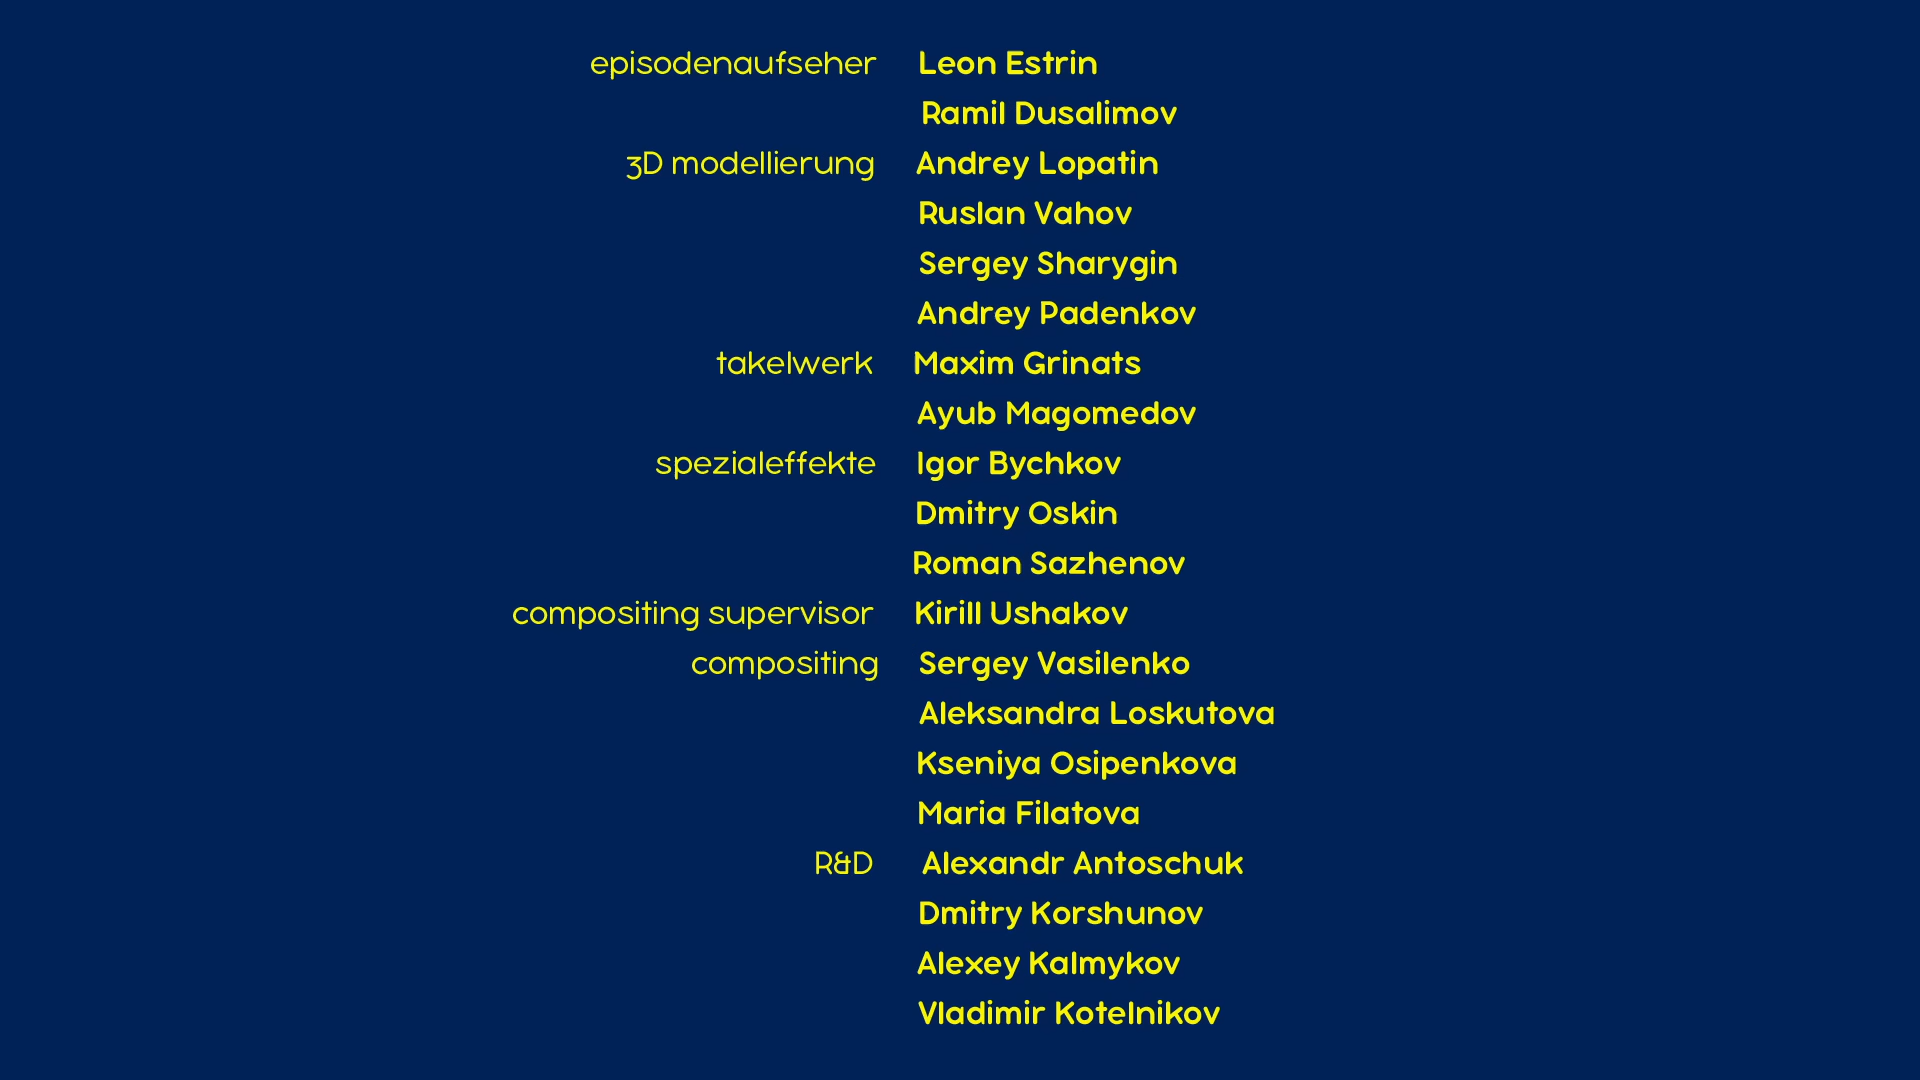 episodenaufseher Leon Estrin
Ramil Dusalimov
3D modellierung Andrey Lopatin
Ruslan Vahov
Sergey Sharygin
Andrey Padenkov
takelwerk Maxim Grinats
Ayub Magomedov
spezialeffekte Igor Bychkov
Dmitry Oskin
Roman Sazhenov
compositing supervisor Kirill Ushakov
compositing Sergey Vasilenko
Aleksandra Loskutova
Kseniya Osipenkova
Maria Filatova
R&D Alexandr Antoschuk
Dmitry Korshunov
Alexey Kalmykov
Vladimir Kotelnikov